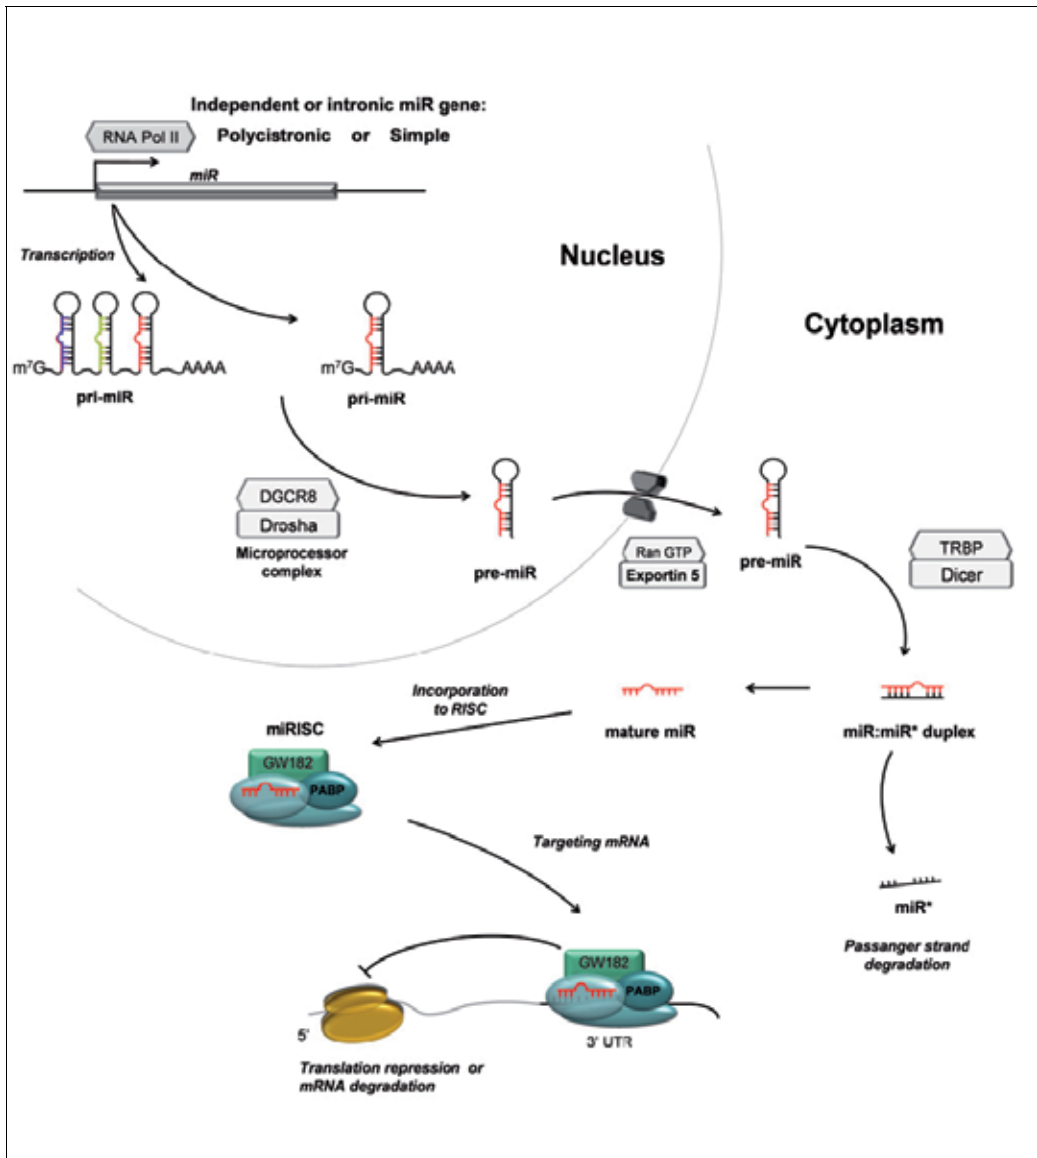 Independent or intronic miR gene:
RNA Pol II
Polycistronic or Simple
miR
Transcription
Nucleus
Cytoplasm
m⁷G
AAAA
pri-miR
m⁷G
AAAA
pri-miR
DGCR8
Drosha
Microprocessor
complex
pre-miR
Ran GTP
Exportin 5
pre-miR
TRBP
Dicer
Incorporation
to RISC
mature miR
miR:miR* duplex
miRISC
GW182
PABP
Targeting mRNA
miR*
Passanger strand
degradation
GW182
PABP
5'
3' UTR
Translation repression or
mRNA degradation